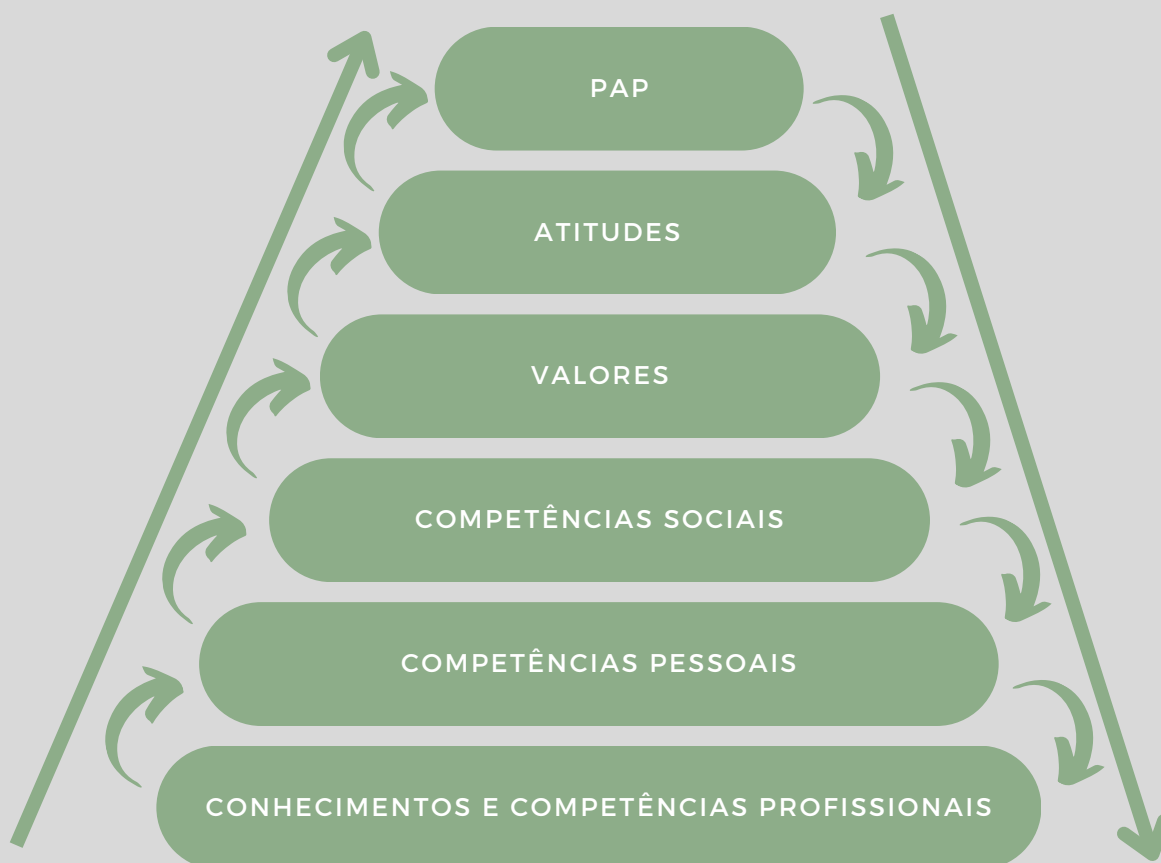 PAP
ATITUDES
VALORES
COMPETÊNCIAS SOCIAIS
COMPETÊNCIAS PESSOAIS
CONHECIMENTOS E COMPETÊNCIAS PROFISSIONAIS